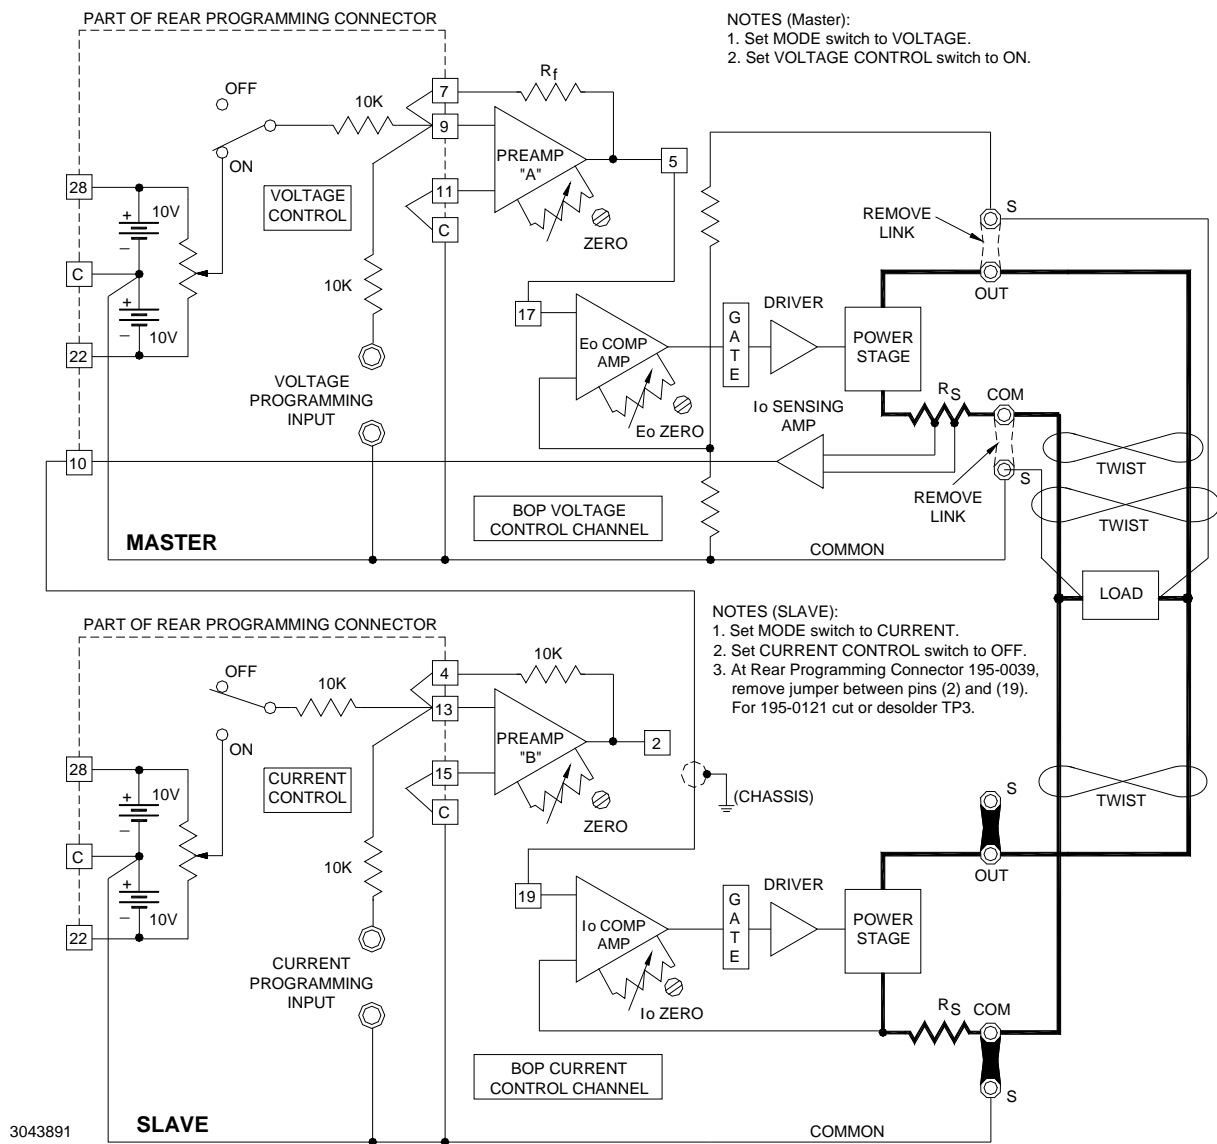 PART OF REAR PROGRAMMING CONNECTOR
NOTES (Master):
1. Set MODE switch to VOLTAGE.
2. Set VOLTAGE CONTROL switch to ON.
OFF
10K
7
Rf
9
ON
PREAMP
"A"
5
28
VOLTAGE
CONTROL
11
+
10V
–
C
ZERO
S
REMOVE
LINK
C
10K
OUT
+
10V
–
22
17
GATE
DRIVER
Eo COMP
AMP
POWER
STAGE
VOLTAGE
PROGRAMMING
INPUT
Eo ZERO
Io SENSING
AMP
RS
COM
10
REMOVE
LINK
S
TWIST
TWIST
BOP VOLTAGE
CONTROL CHANNEL
MASTER
COMMON
LOAD
PART OF REAR PROGRAMMING CONNECTOR
NOTES (SLAVE):
1. Set MODE switch to CURRENT.
2. Set CURRENT CONTROL switch to OFF.
3. At Rear Programming Connector 195-0039,
remove jumper between pins (2) and (19).
For 195-0121 cut or desolder TP3.
OFF
10K
4
10K
13
ON
PREAMP
"B"
2
28
CURRENT
CONTROL
15
+
10V
–
C
ZERO
(CHASSIS)
TWIST
S
C
10K
OUT
+
10V
–
22
19
GATE
DRIVER
Io COMP
AMP
POWER
STAGE
CURRENT
PROGRAMMING
INPUT
Io ZERO
RS
COM
BOP CURRENT
CONTROL CHANNEL
S
3043891
SLAVE
COMMON